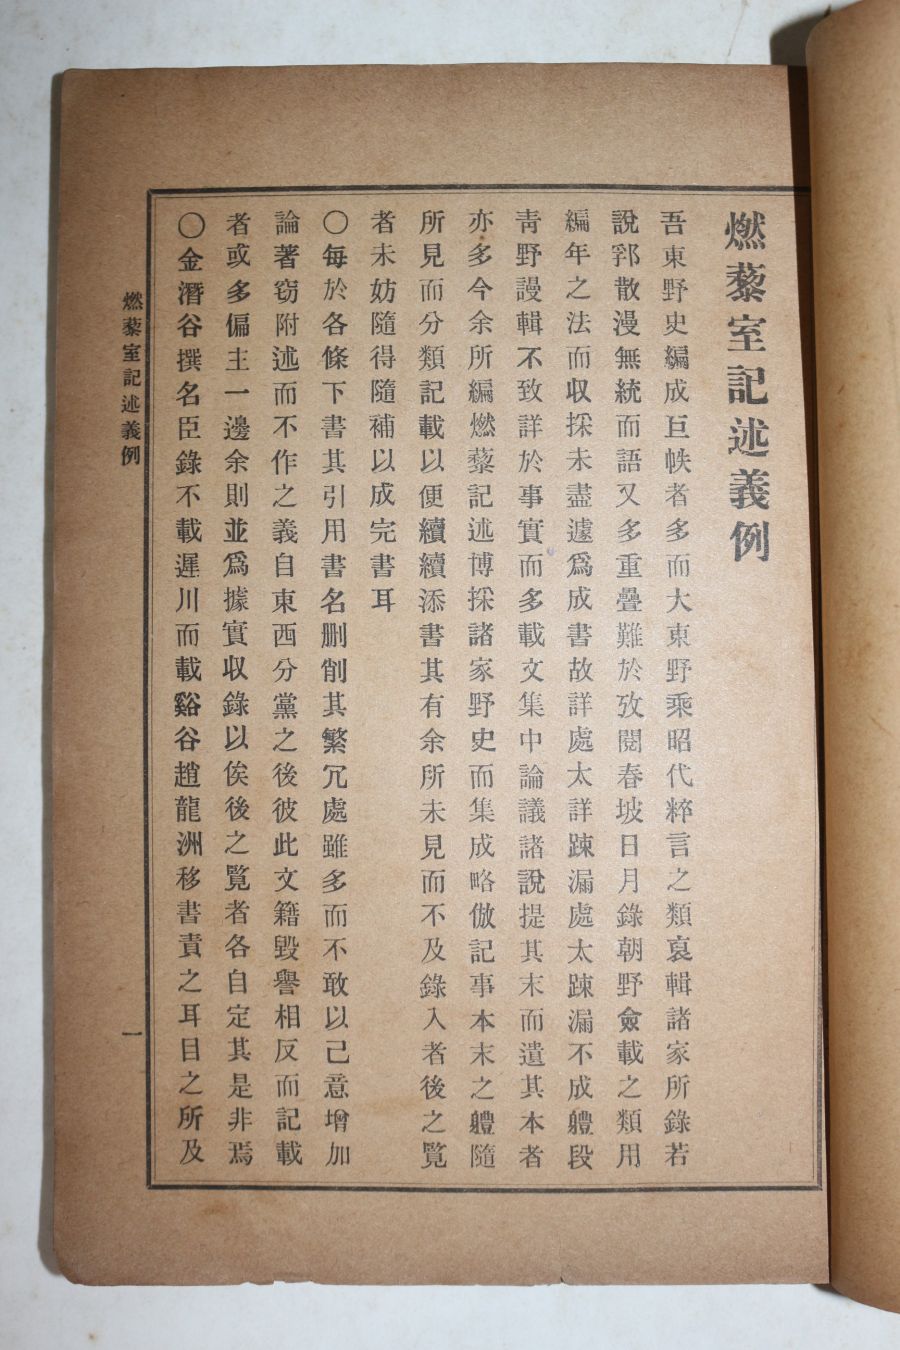 燃藜室記述義例
吾東野史編成巨帙者多而大東野乘昭代粹言之類裒輯諸家所錄若
說郛散漫無統而語又多重疊難於攷閱春坡日月錄朝野僉載之類用
編年之法而収採未盡遽爲成書故詳處太詳踈漏處太踈漏不成軆段
靑野謾輯不致詳於事實而多載文集中論議諸說提其末而遺其本者
亦多今余所編燃藜記述博採諸家野史而集成略倣記事本末之軆隨
所見而分類記載以便續續添書其有余所未見而不及錄入者後之覽
者未妨隨得隨補以成完書耳
〇每於各條下書其引用書名删削其繁冗處雖多而不敢以己意增加
論著窃附述而不作之義自東西分黨之後彼此文籍毀譽相反而記載
者或多偏主一邊余則並爲據實収錄以俟後之覽者各自定其是非焉
〇金潛谷撰名臣錄不載遲川而載谿谷趙龍洲移書責之耳目之所及
燃藜室記述義例
一